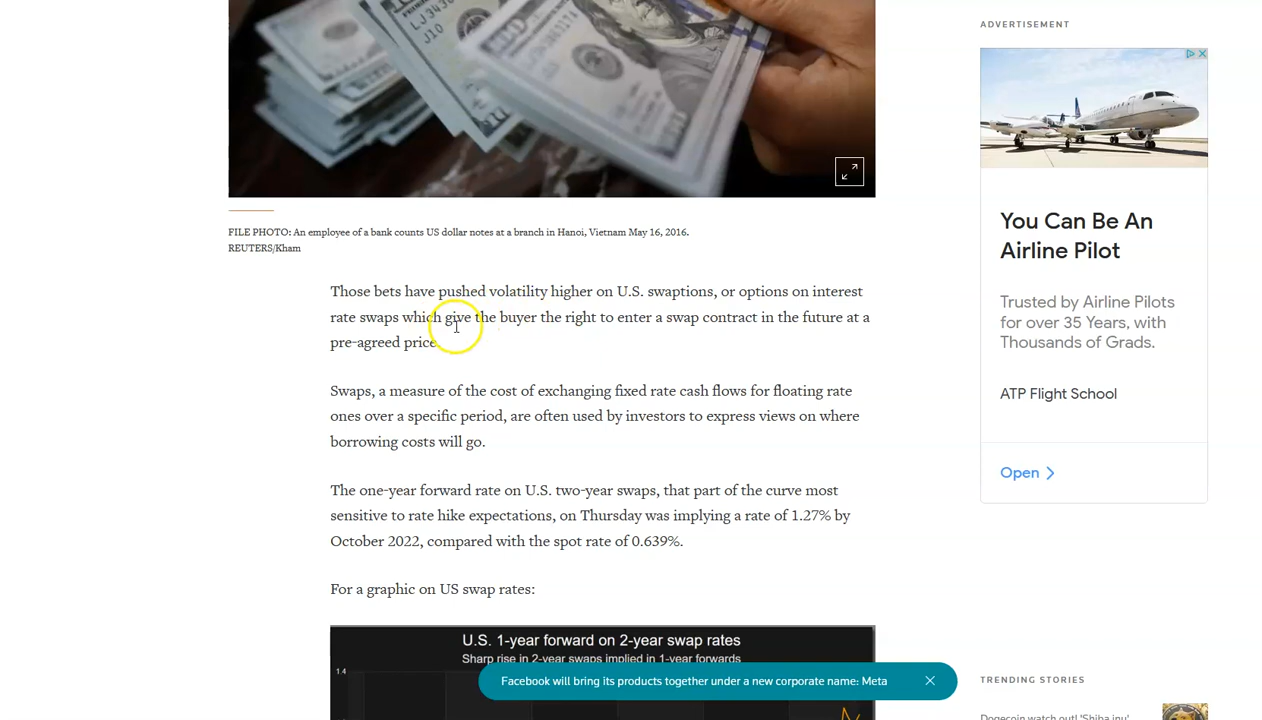 LJ3430
J10
ADVERTISEMENT
You Can Be An
Airline Pilot
Trusted by Airline Pilots
for over 35 Years, with
Thousands of Grads.
ATP Flight School
Open
FILE PHOTO: An employee of a bank counts US dollar notes at a branch in Hanoi, Vietnam May 16, 2016.
REUTERS/Kham
Those bets have pushed volatility higher on U.S. swaptions, or options on interest
rate swaps which give the buyer the right to enter a swap contract in the future at a
pre-agreed price
Swaps, a measure of the cost of exchanging fixed rate cash flows for floating rate
ones over a specific period, are often used by investors to express views on where
borrowing costs will go.
The one-year forward rate on U.S. two-year swaps, that part of the curve most
sensitive to rate hike expectations, on Thursday was implying a rate of 1.27% by
October 2022, compared with the spot rate of 0.639%.
For a graphic on US swap rates:
U.S. 1-year forward on 2-year swap rates
Sharp rise in 2-year swaps implied in 1-year forwards
1.4
Facebook will bring its products together under a new corporate name: Meta
TRENDING STORIES
Dogecoin watch out! 'Shiba inu'